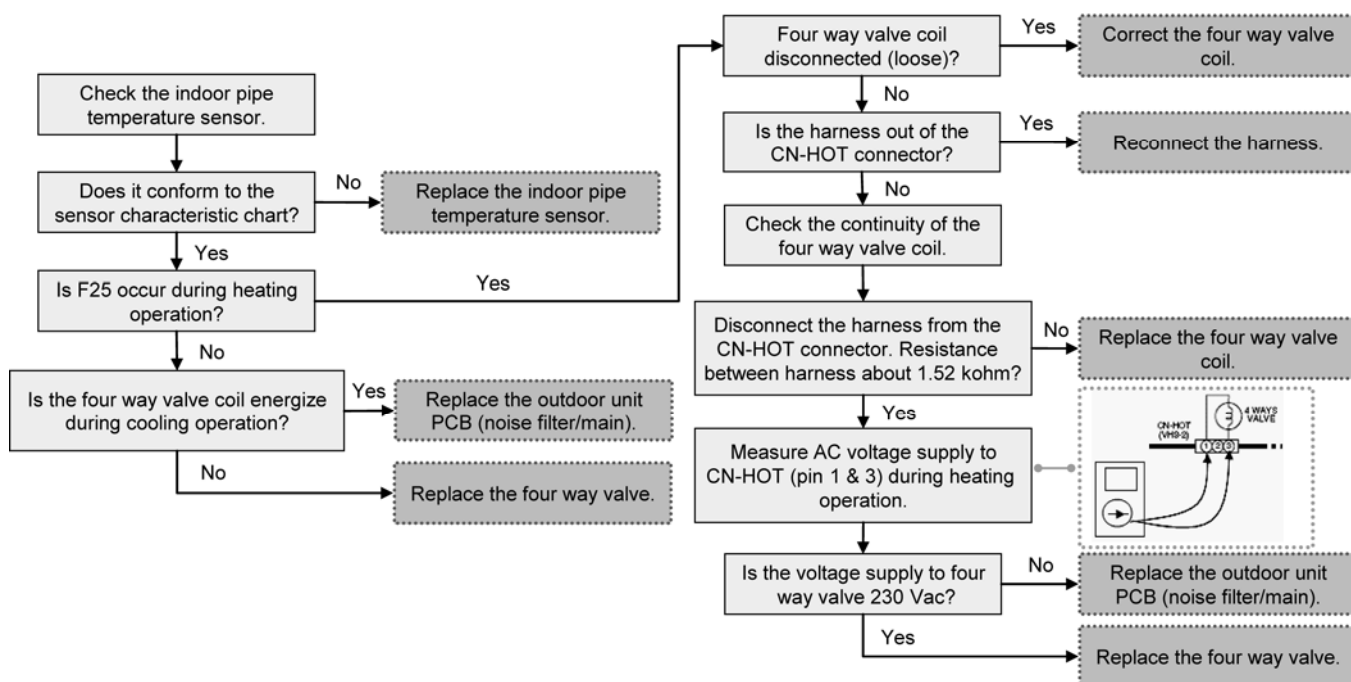 Check the indoor pipe
temperature sensor.
Does it conform to the
sensor characteristic chart?
No
Replace the indoor pipe
temperature sensor.
Yes
Is F25 occur during heating
operation?
Yes
No
Is the four way valve coil energize
during cooling operation?
Yes
Replace the outdoor unit
PCB (noise filter/main).
No
Replace the four way valve.
Four way valve coil
disconnected (loose)?
Yes
Correct the four way valve
coil.
No
Is the harness out of the
CN-HOT connector?
Yes
Reconnect the harness.
No
Check the continuity of the
four way valve coil.
Disconnect the harness from the
CN-HOT connector. Resistance
between harness about 1.52 kohm?
No
Replace the four way valve
coil.
Yes
Measure AC voltage supply to
CN-HOT (pin 1 & 3) during heating
operation.
4 WAYS
VALVE
CN-HOT
(VH3-2)
1 2 3
Is the voltage supply to four
way valve 230 Vac?
No
Replace the outdoor unit
PCB (noise filter/main).
Yes
Replace the four way valve.